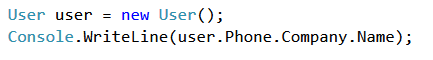 User user = new User();
Console.WriteLine(user.Phone.Company.Name);